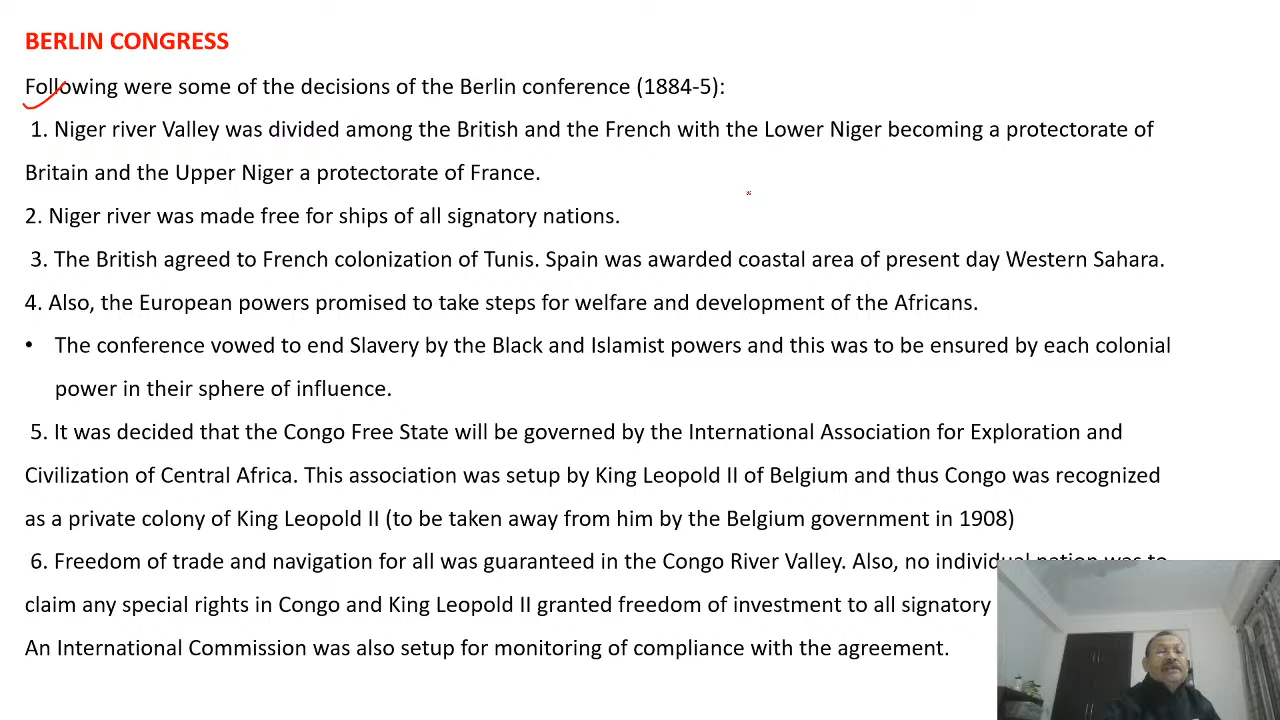 BERLIN CONGRESS
Following were some of the decisions of the Berlin conference (1884-5):
1. Niger river Valley was divided among the British and the French with the Lower Niger becoming a protectorate of
Britain and the Upper Niger a protectorate of France.
2. Niger river was made free for ships of all signatory nations.
3. The British agreed to French colonization of Tunis. Spain was awarded coastal area of present day Western Sahara.
4. Also, the European powers promised to take steps for welfare and development of the Africans.
• The conference vowed to end Slavery by the Black and Islamist powers and this was to be ensured by each colonial
power in their sphere of influence.
5. It was decided that the Congo Free State will be governed by the International Association for Exploration and
Civilization of Central Africa. This association was setup by King Leopold II of Belgium and thus Congo was recognized
as a private colony of King Leopold II (to be taken away from him by the Belgium government in 1908)
6. Freedom of trade and navigation for all was guaranteed in the Congo River Valley. Also, no individual nation was to
claim any special rights in Congo and King Leopold II granted freedom of investment to all signatory
An International Commission was also setup for monitoring of compliance with the agreement.